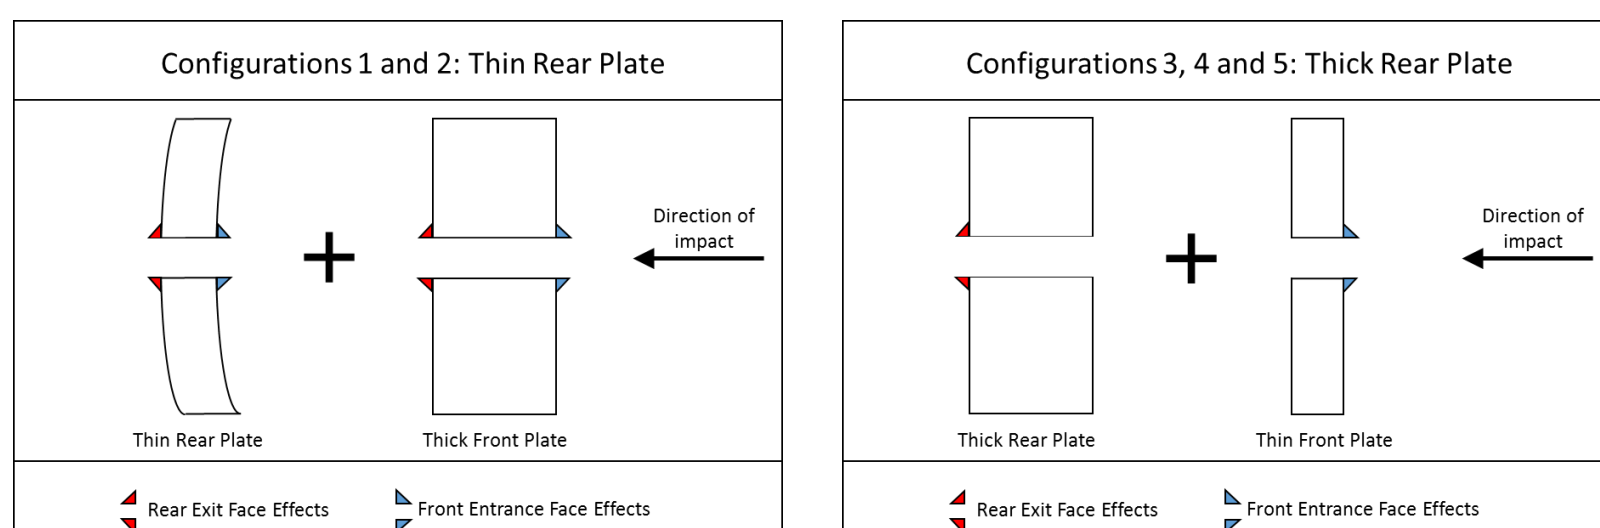 Configurations 1 and 2: Thin Rear Plate
Direction of
impact
Thin Rear Plate
Thick Front Plate
Rear Exit Face Effects
Front Entrance Face Effects
Configurations 3, 4 and 5: Thick Rear Plate
Direction of
impact
Thick Rear Plate
Thin Front Plate
Rear Exit Face Effects
Front Entrance Face Effects